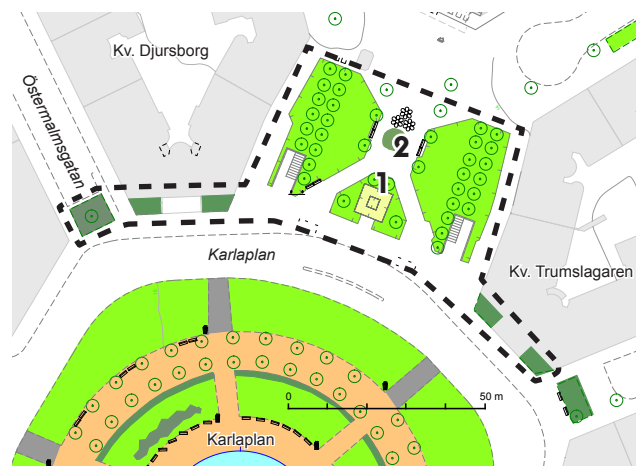 Kv. Djursborg
Östermalmsgatan
2
1
Karlaplan
Kv. Trumslagaren
0
50 m
Karlaplan